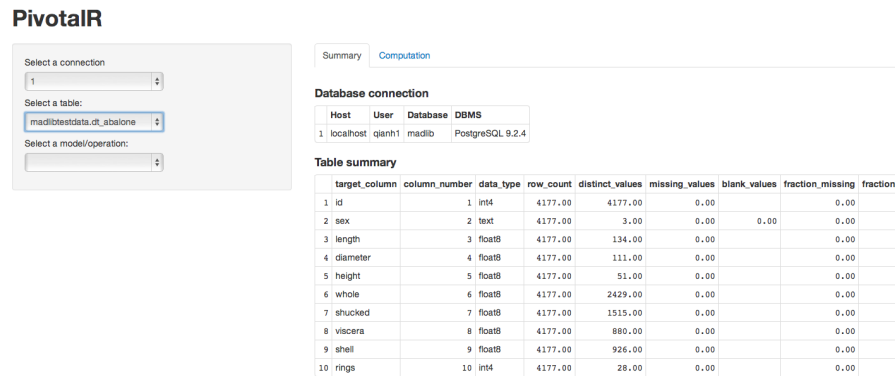 PivotalR
Select a connection
1
Select a table:
madlibtestdata.dt_abalone
Select a model/operation:
Summary Computation
Database connection
Host User Database DBMS
1 localhost qianh1 madlib PostgreSQL 9.2.4
Table summary
target_column column_number data_type row_count distinct_values missing_values blank_values fraction_missing fraction
1 id 1 int4 4177.00 4177.00 0.00 0.00
2 sex 2 text 4177.00 3.00 0.00 0.00 0.00
3 length 3 float8 4177.00 134.00 0.00 0.00
4 diameter 4 float8 4177.00 111.00 0.00 0.00
5 height 5 float8 4177.00 51.00 0.00 0.00
6 whole 6 float8 4177.00 2429.00 0.00 0.00
7 shucked 7 float8 4177.00 1515.00 0.00 0.00
8 viscera 8 float8 4177.00 880.00 0.00 0.00
9 shell 9 float8 4177.00 926.00 0.00 0.00
10 rings 10 int4 4177.00 28.00 0.00 0.00